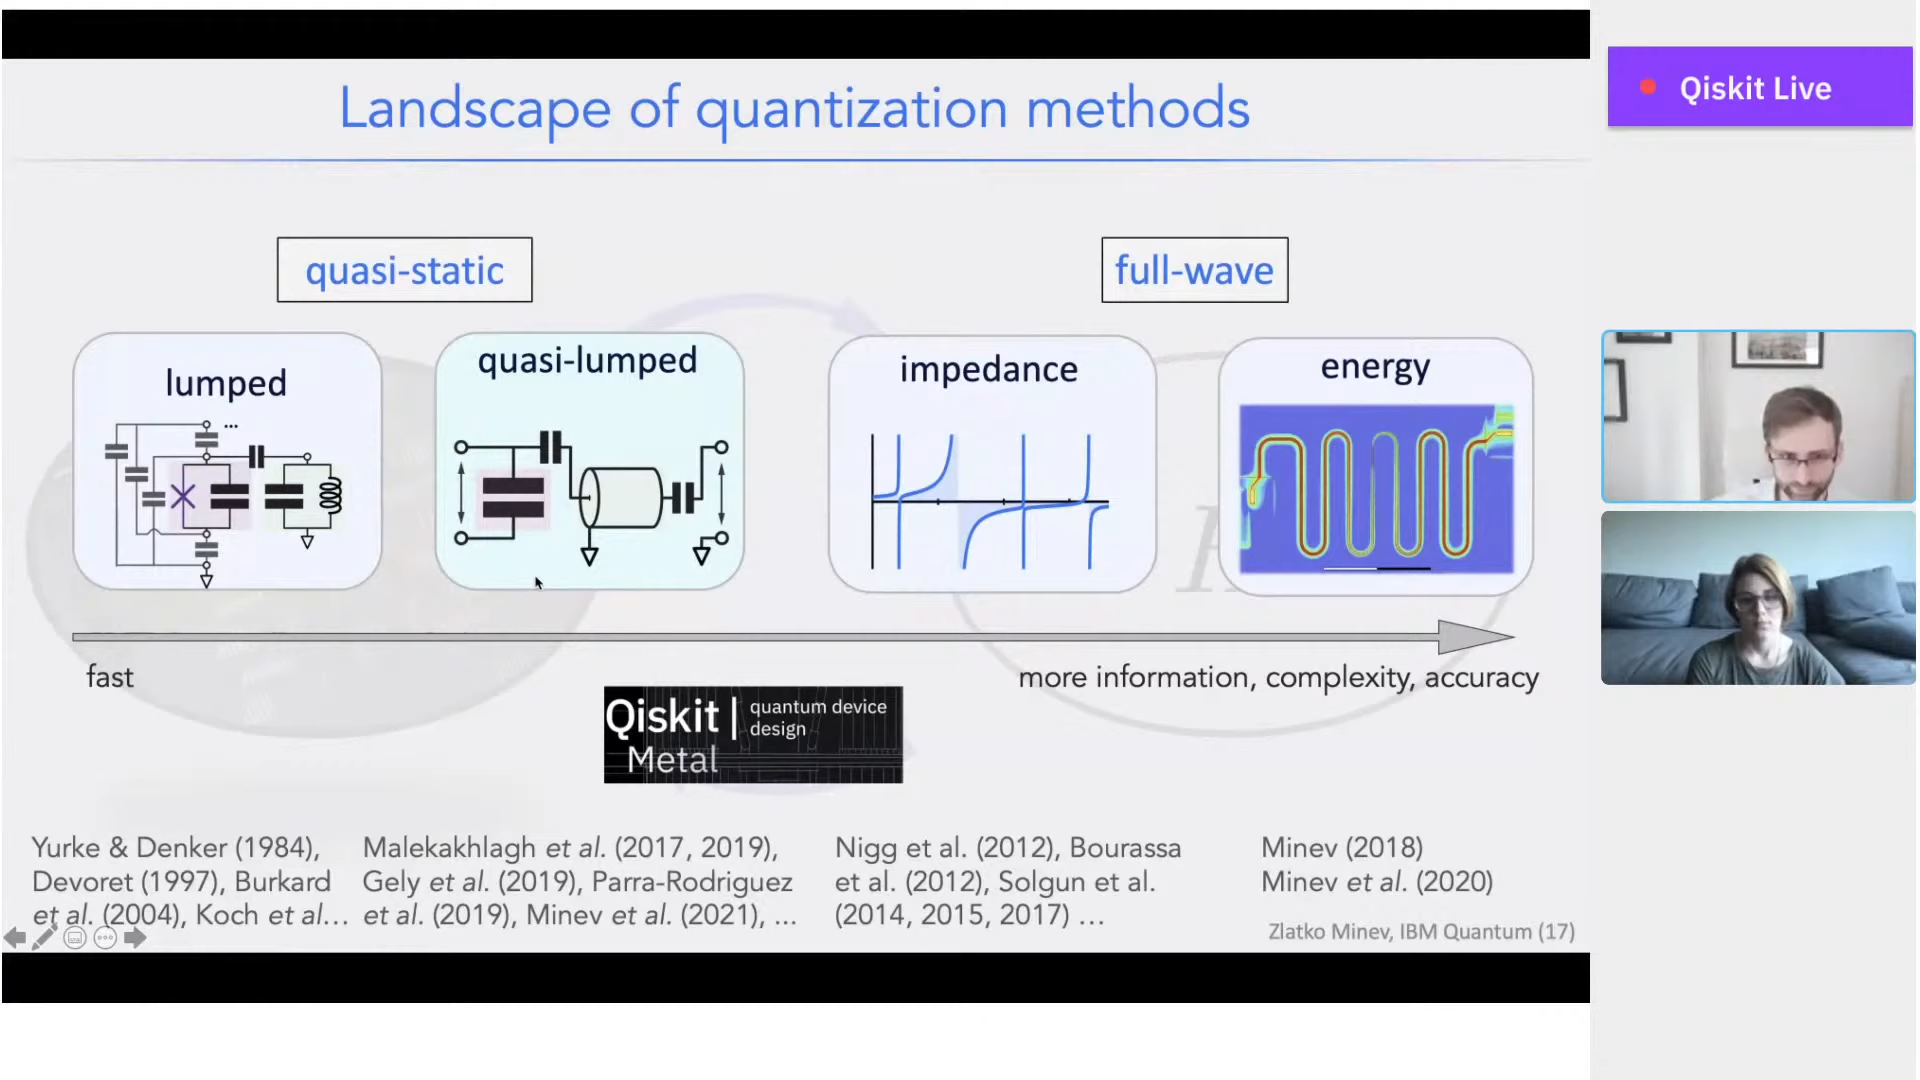 Landscape of quantization methods
Qiskit Live
quasi-static
full-wave
lumped
...
quasi-lumped
impedance
energy
fast
more information, complexity, accuracy
Qiskit | quantum device
design
Metal
Yurke & Denker (1984),
Devoret (1997), Burkard
et al. (2004), Koch et al...
Malekakhlagh et al. (2017, 2019),
Gely et al. (2019), Parra-Rodriguez
et al. (2019), Minev et al. (2021), ...
Nigg et al. (2012), Bourassa
et al. (2012), Solgun et al.
(2014, 2015, 2017) ...
Minev (2018)
Minev et al. (2020)
Zlatko Minev, IBM Quantum (17)